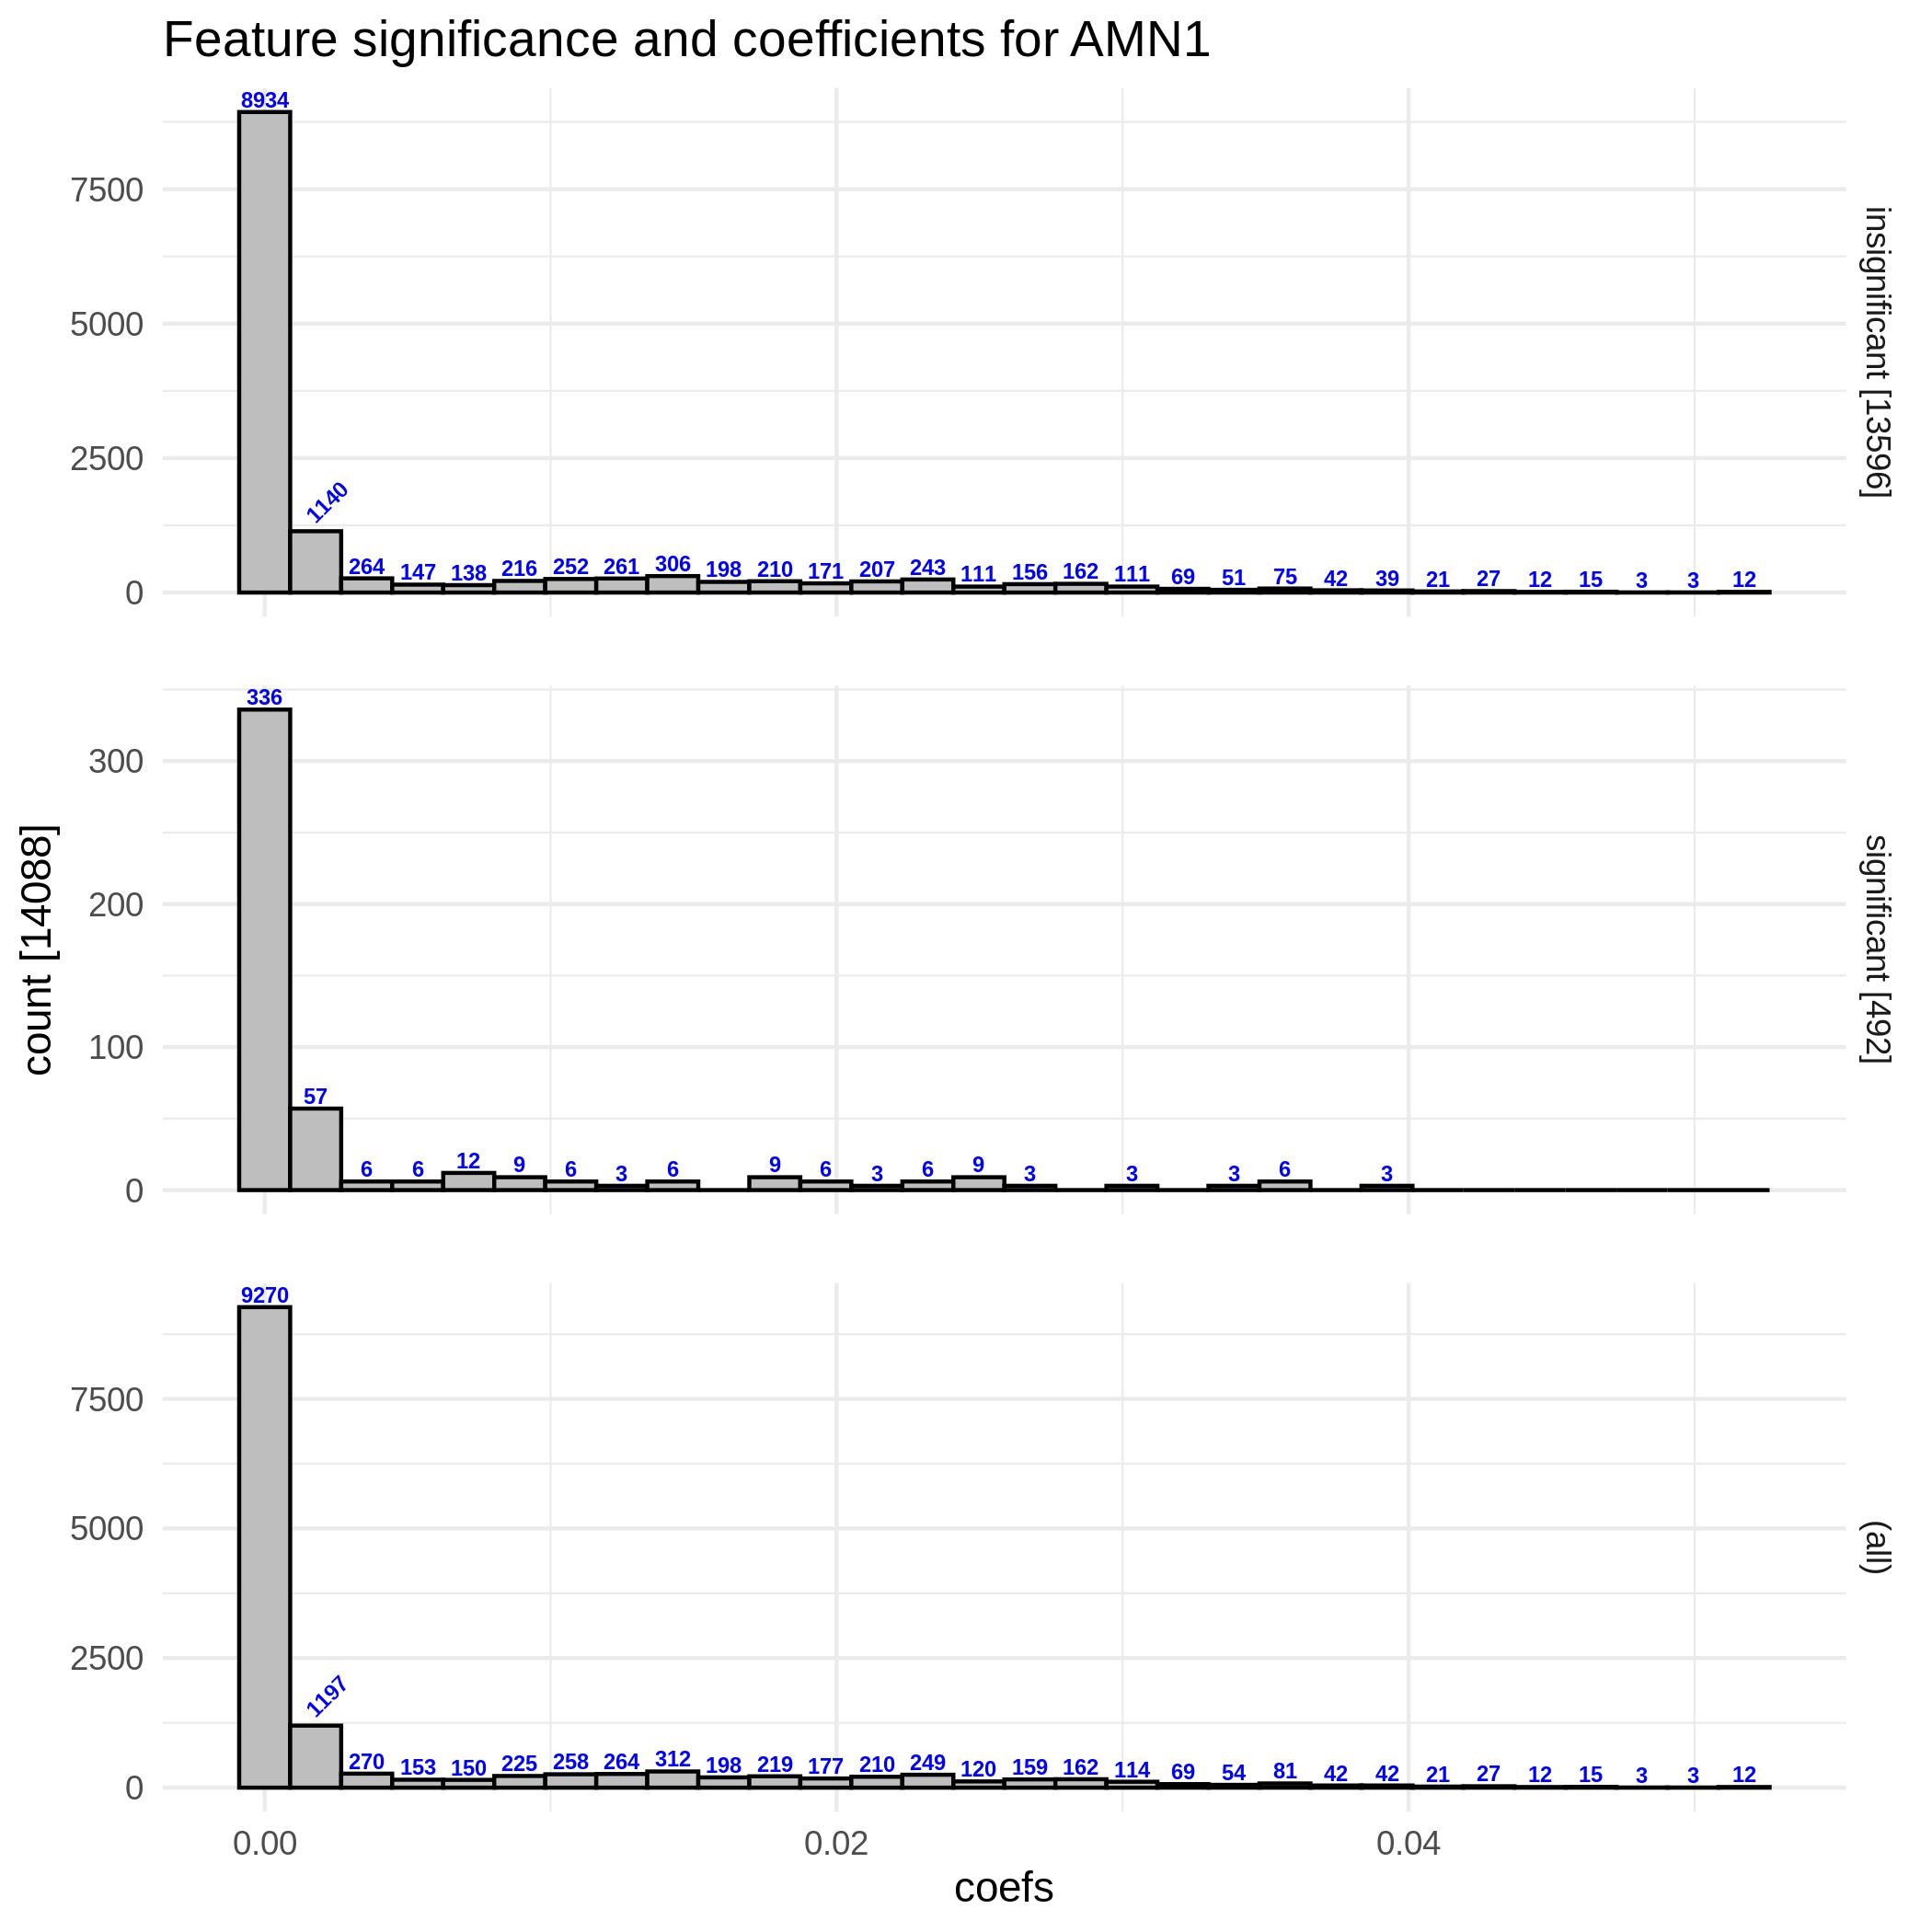 Feature significance and coefficients for AMN1
8934
7500
5000
2500
1140
264 147 138 216 252 261 306 198 210 171 207 243 111 156 162 111 69 51 75 42 39 21 27 12 15 3 3 12
0
insignificant [13596]
336
300
200
100
57
6 6 12 9 6 3 6 9 6 3 6 9 3 3 3 6 3
0
significant [492]
count [14088]
9270
7500
5000
2500
1197
270 153 150 225 258 264 312 198 219 177 210 249 120 159 162 114 69 54 81 42 42 21 27 12 15 3 3 12
0
(all)
0.00 0.02 0.04
coefs